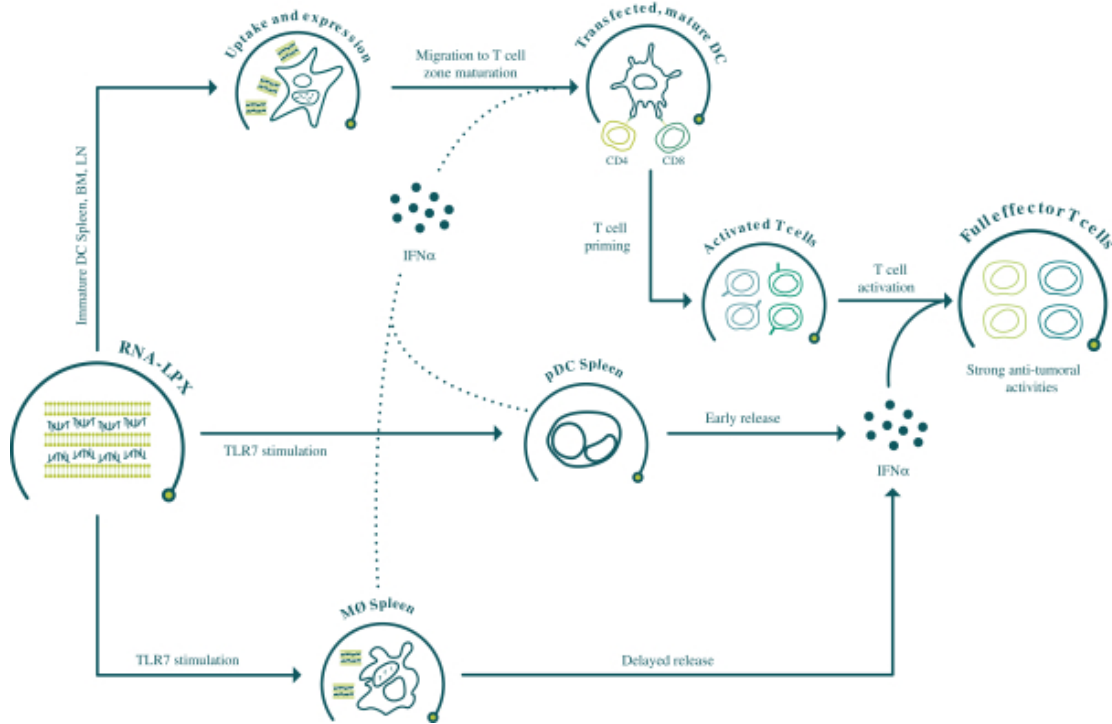 Uptake and expression
Migration to T cell
zone maturation
Transfected, mature DC
CD4
CD8
Immature DC Spleen, BM, LN
IFNα
T cell
priming
Activated T cells
T cell
activation
Full effector T cells
Strong anti-tumoral
activities
RNA-LPX
TLR7 stimulation
pDC Spleen
Early release
IFNα
MØ Spleen
TLR7 stimulation
Delayed release